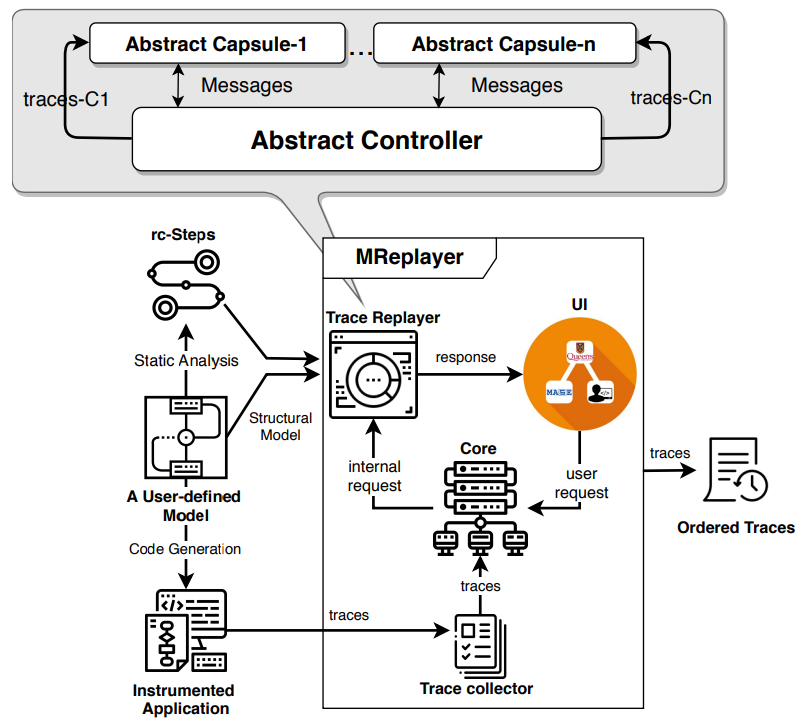 Abstract Capsule-1
...
Abstract Capsule-n
traces-C1
Messages
Messages
traces-Cn
Abstract Controller
rc-Steps
MReplayer
Trace Replayer
UI
Static Analysis
response
Queens
MASE
</>
Structural
Model
A User-defined
Model
internal
request
Core
user
request
traces
Ordered Traces
Code Generation
</>
traces
traces
Instrumented
Application
Trace collector